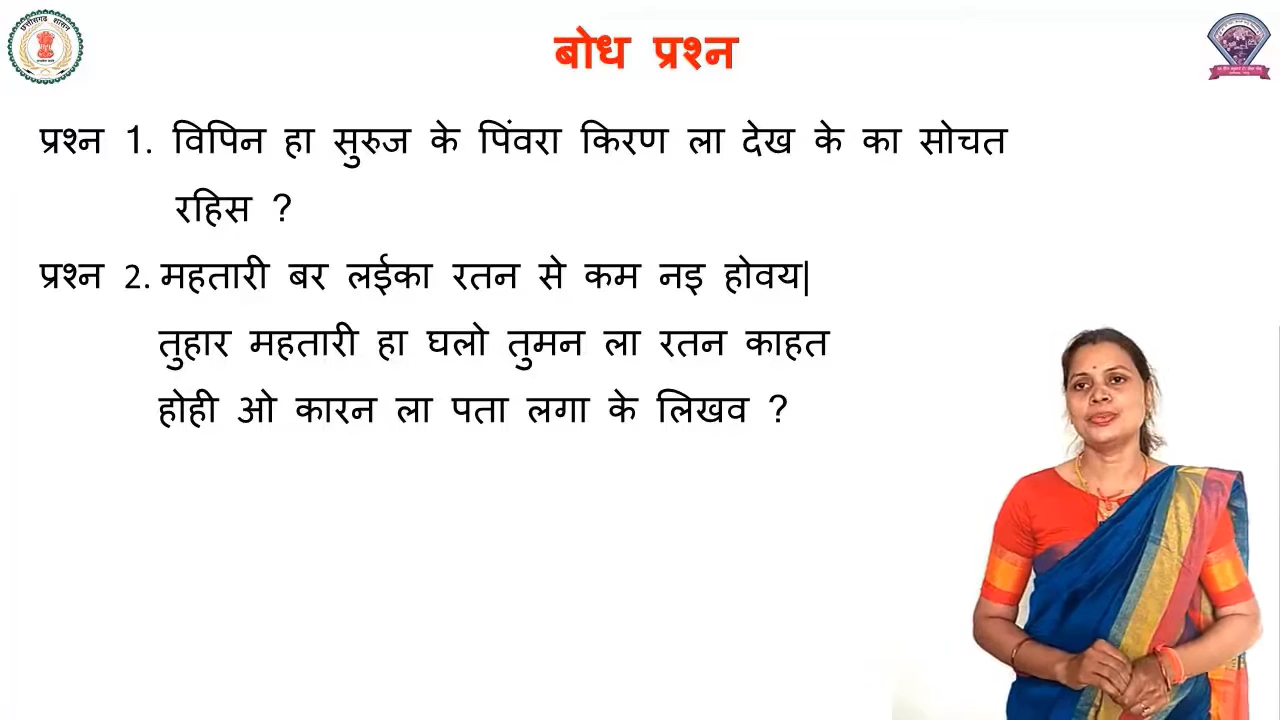 बोध प्रश्न
प्रश्न 1. विपिन हा सुरुज के पिंवरा किरण ला देख के का सोचत
रहिस ?
प्रश्न 2. महतारी बर लईका रतन से कम नइ होवय|
तुहार महतारी हा घलो तुमन ला रतन काहत
होही ओ कारन ला पता लगा के लिखव ?